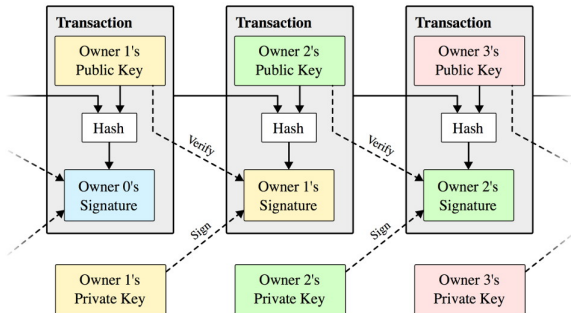 Transaction
Transaction
Transaction
Owner 1's
Public Key
Owner 2's
Public Key
Owner 3's
Public Key
Hash
Hash
Hash
Verify
Verify
Owner 0's
Signature
Owner 1's
Signature
Owner 2's
Signature
Sign
Sign
Owner 1's
Private Key
Owner 2's
Private Key
Owner 3's
Private Key